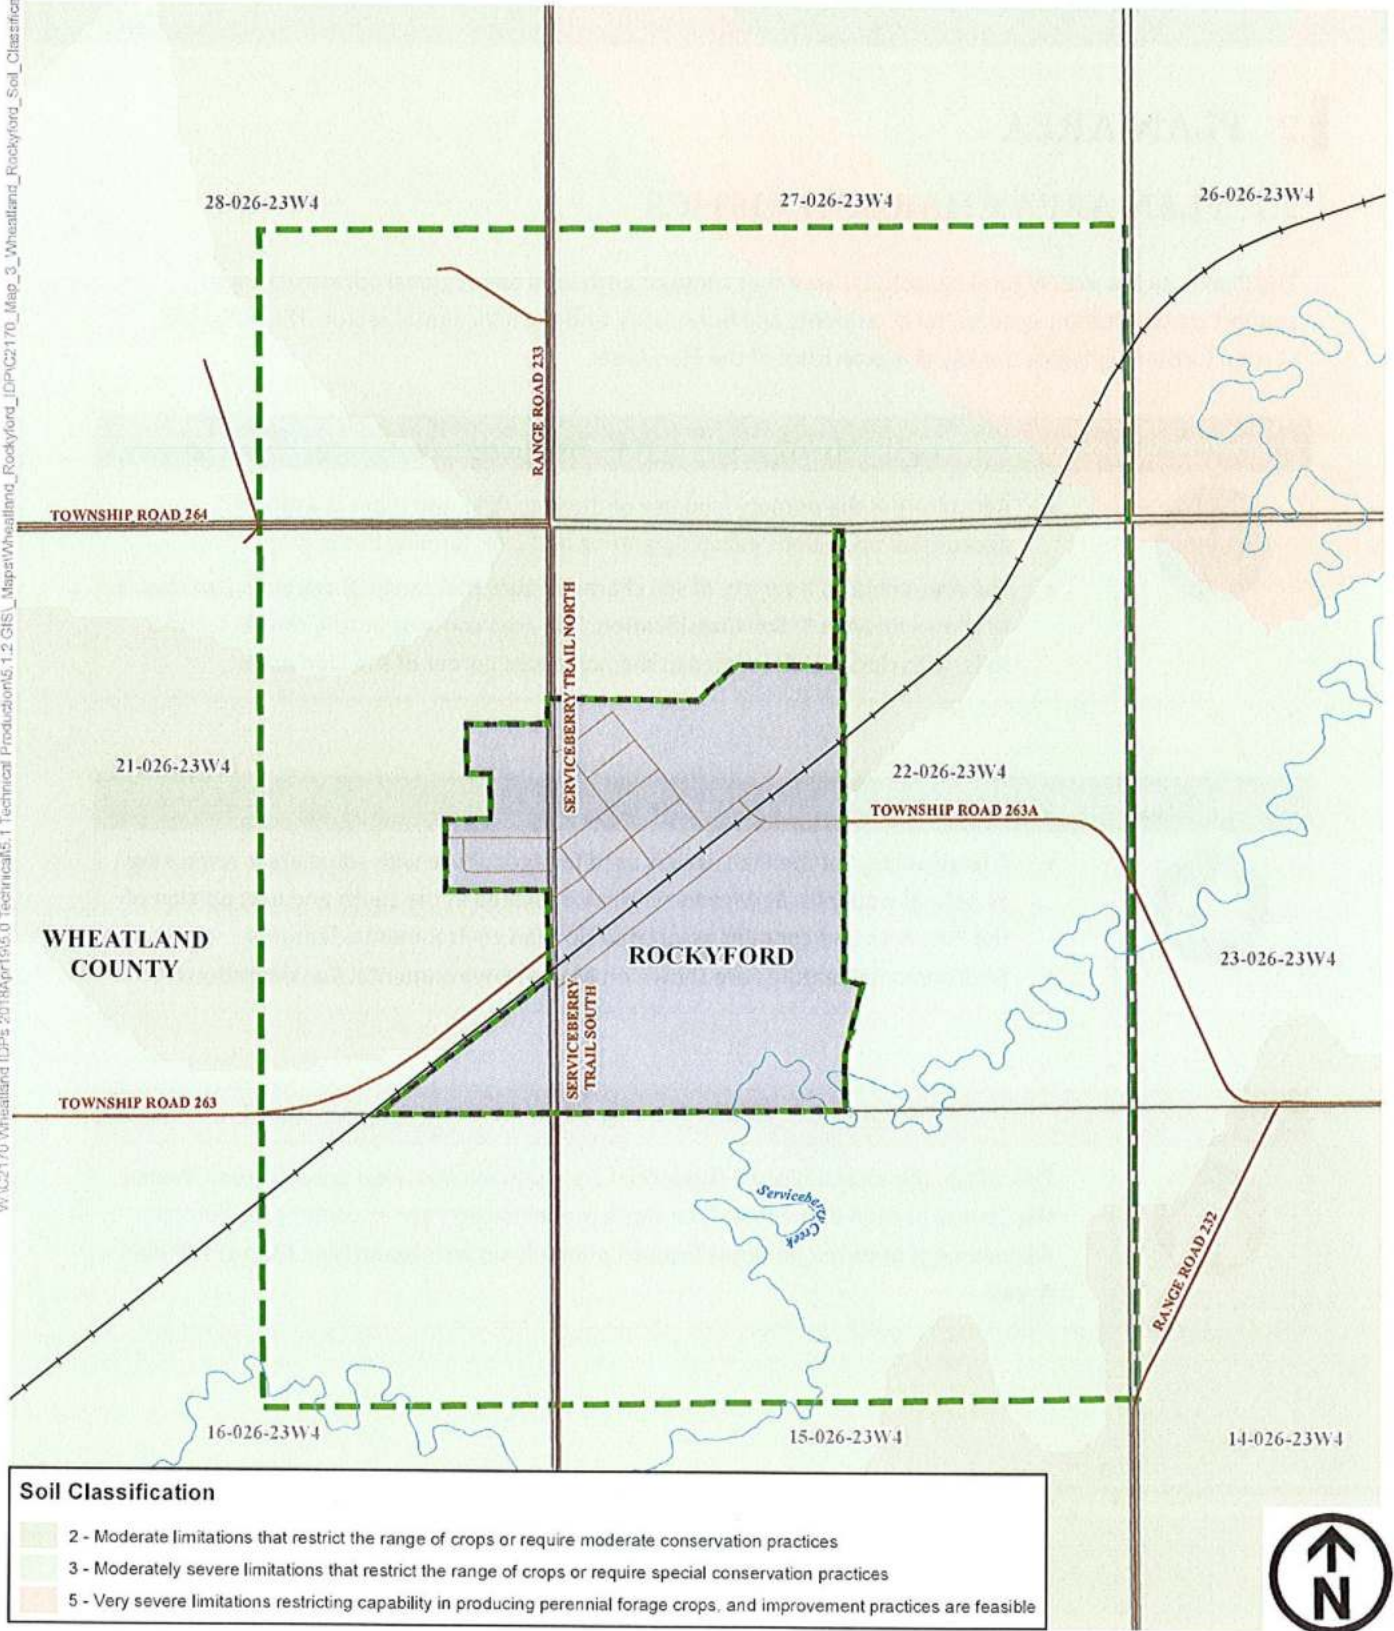 28-026-23W4
27-026-23W4
26-026-23W4
RANGE ROAD 233
TOWNSHIP ROAD 264
SERVICEBERRY TRAIL NORTH
21-026-23W4
22-026-23W4
TOWNSHIP ROAD 263A
WHEATLAND
COUNTY
ROCKYFORD
23-026-23W4
SERVICEBERRY
TRAIL SOUTH
TOWNSHIP ROAD 263
Serviceberry
Creek
RANGE ROAD 232
16-026-23W4
15-026-23W4
14-026-23W4
Soil Classification
2 - Moderate limitations that restrict the range of crops or require moderate conservation practices
3 - Moderately severe limitations that restrict the range of crops or require special conservation practices
5 - Very severe limitations restricting capability in producing perennial forage crops, and improvement practices are feasible
N